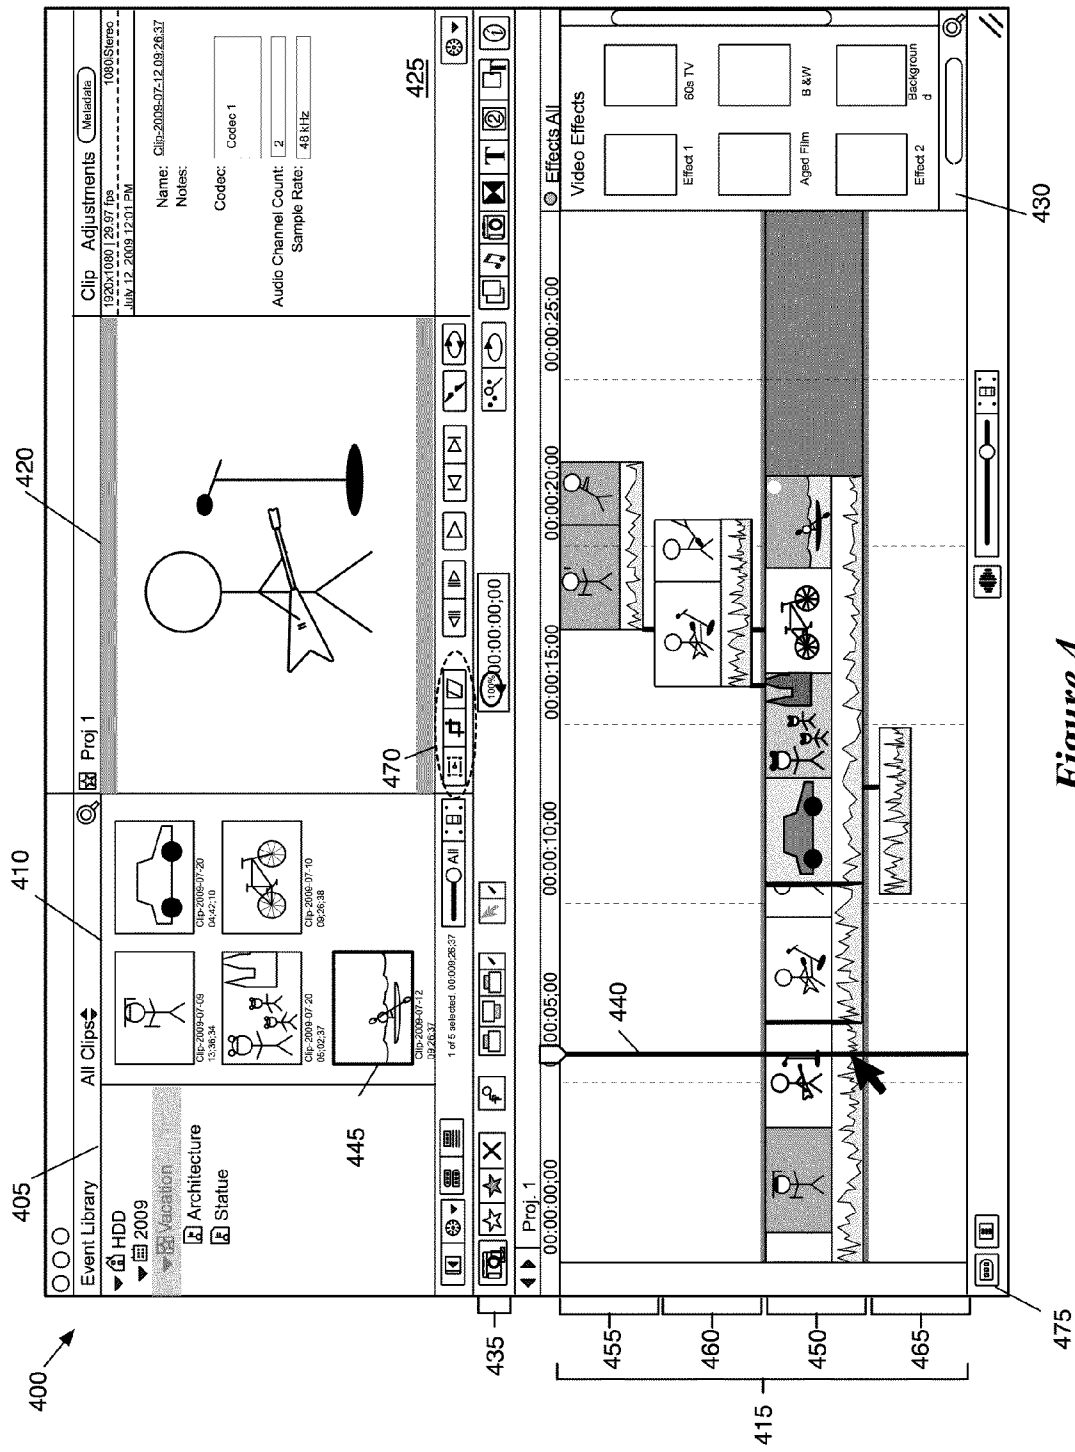 400
405
410
420
Event Library
All Clips
Proj 1
Clip Adjustments Metadata
1920x1080 | 29.97 fps 1080iStereo
July 12, 2009 12:01 PM
HDD
2009
Vacation
Architecture
Statue
Clip-2009-07-09
13;36;34
Clip-2009-07-20
04;42;10
Clip-2009-07-20
05;02;37
Clip-2009-07-10
09;26;38
Clip-2009-07-12
09;26;37
445
Name: Clip-2009-07-12 09:26:37
Notes:
Codec: Codec 1
Audio Channel Count: 2
Sample Rate: 48 kHz
425
470
1 of 5 selected. 00:009;26;37
All
435
100%
00:00:00;00
2
T
T
i
Proj. 1
Effects All
00:00:00;00
00:05;00
00:00:10;00
00:00:15;00
00:00:20;00
00:00:25;00
440
Video Effects
Effect 1
60s TV
Aged Film
B &W
Effect 2
Backgroun
d
430
455
460
450
465
415
475
Figure 4